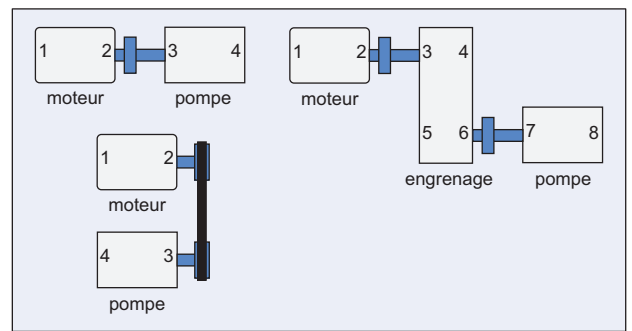 1 2 3 4
moteur pompe
1 2 3 4
moteur
5 6 7 8
engrenage pompe
1 2
moteur
4 3
pompe